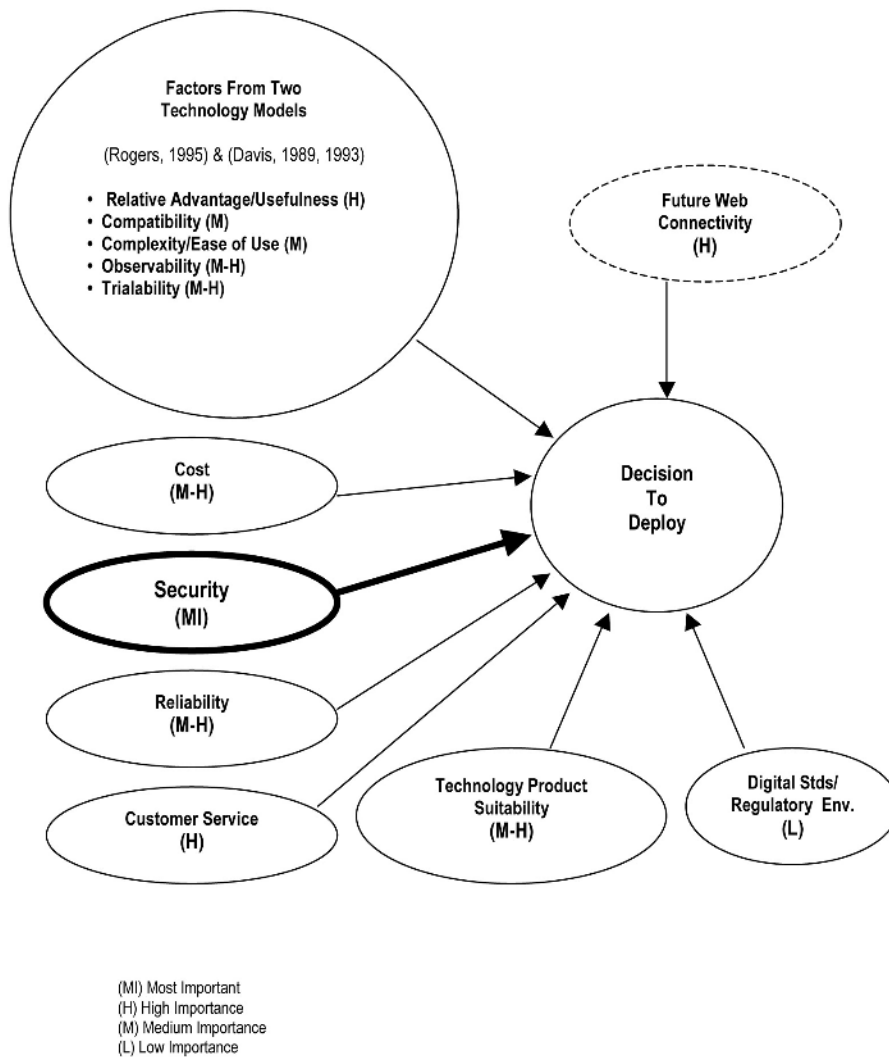 Factors From Two
Technology Models
(Rogers, 1995) & (Davis, 1989, 1993)
• Relative Advantage/Usefulness (H)
• Compatibility (M)
• Complexity/Ease of Use (M)
• Observability (M-H)
• Trialability (M-H)
Future Web
Connectivity
(H)
Cost
(M-H)
Decision
To
Deploy
Security
(MI)
Reliability
(M-H)
Customer Service
(H)
Technology Product
Suitability
(M-H)
Digital Stds/
Regulatory Env.
(L)
(MI) Most Important
(H) High Importance
(M) Medium Importance
(L) Low Importance